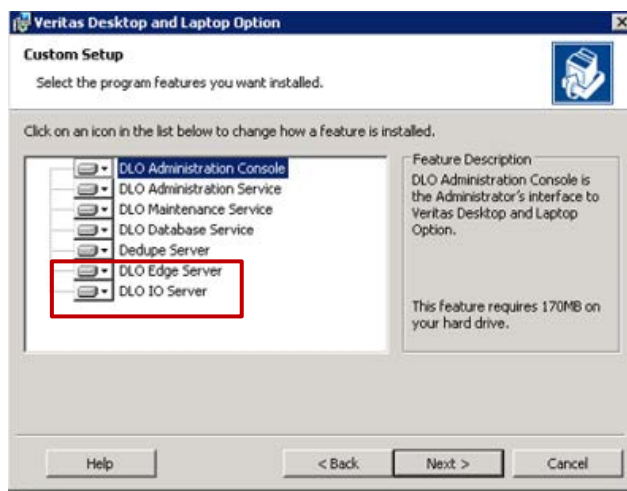 Veritas Desktop and Laptop Option
Custom Setup
Select the program features you want installed.
Click on an icon in the list below to change how a feature is installed.
DLO Administration Console
DLO Administration Service
DLO Maintenance Service
DLO Database Service
Dedupe Server
DLO Edge Server
DLO IO Server
Feature Description
DLO Administration Console is
the Administrator's interface to
Veritas Desktop and Laptop
Option.
This feature requires 170MB on
your hard drive.
Help
< Back
Next >
Cancel